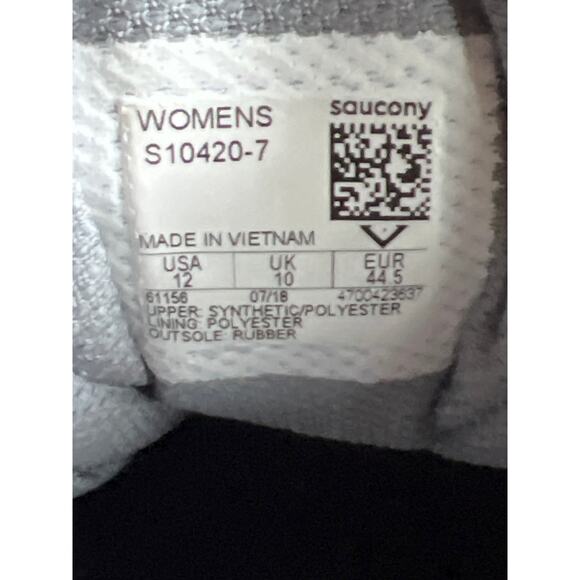 WOMENS
saucony
S10420-7
MADE IN VIETNAM
USA UK EUR
12 10 44.5
61156 07/18 4700423637
UPPER: SYNTHETIC/POLYESTER
LINING: POLYESTER
OUTSOLE: RUBBER